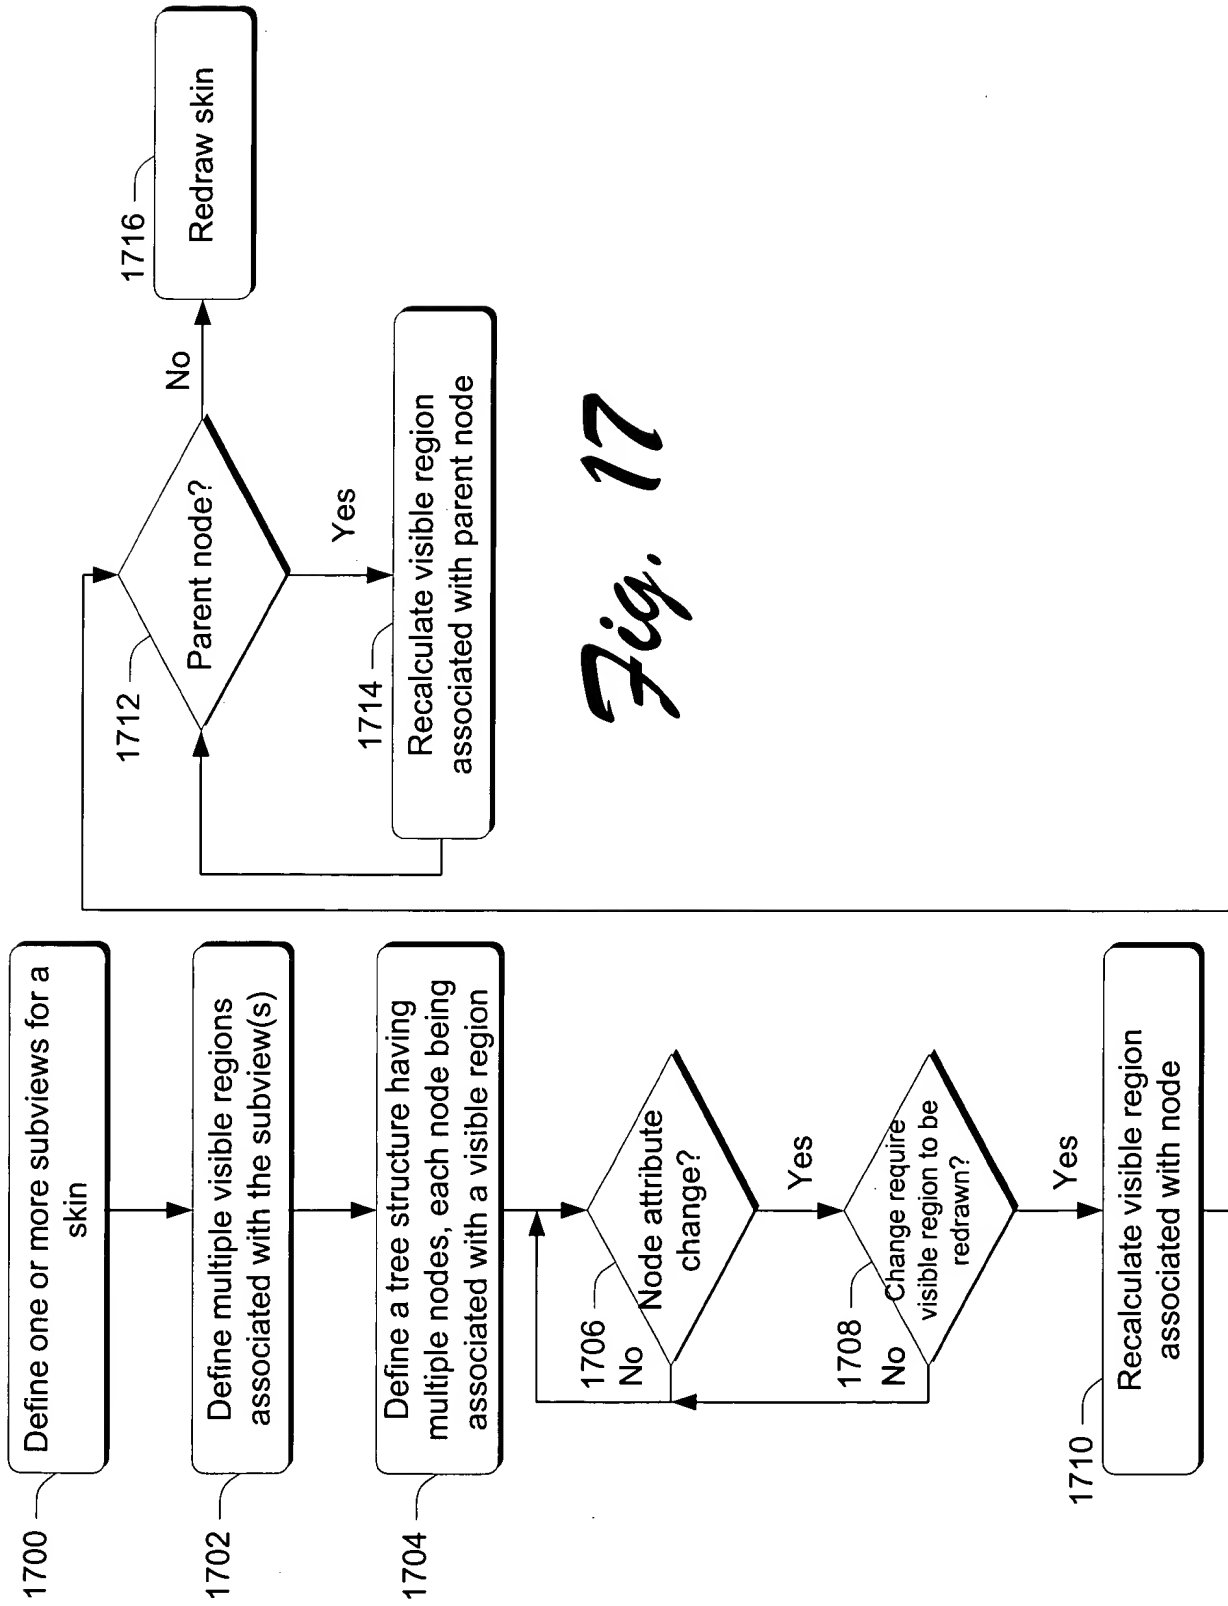 1700
Define one or more subviews for a
skin
1702
Define multiple visible regions
associated with the subview(s)
1704
Define a tree structure having
multiple nodes, each node being
associated with a visible region
1706
No
Node attribute
change?
Yes
1708
No
Change require
visible region to be
redrawn?
Yes
1710
Recalculate visible region
associated with node
1712
Parent node?
No
Yes
1714
Recalculate visible region
associated with parent node
1716
Redraw skin
Fig. 17